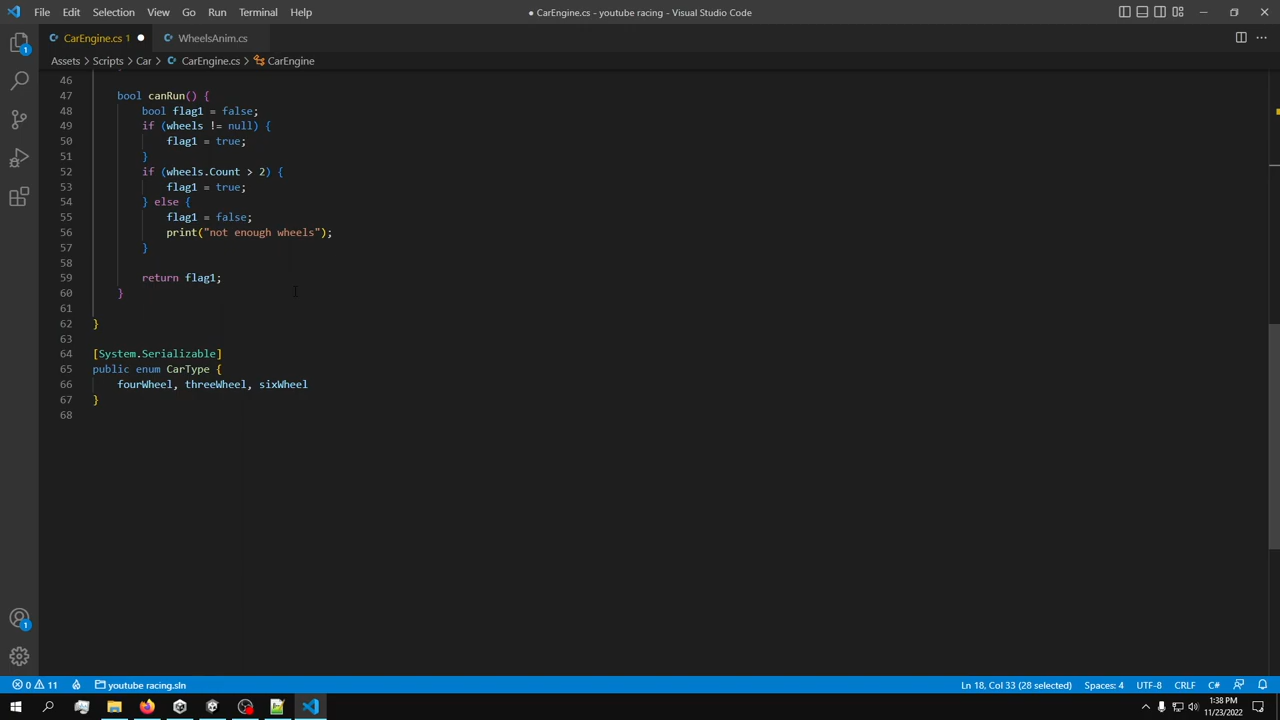 File Edit Selection View Go Run Terminal Help
● CarEngine.cs - youtube racing - Visual Studio Code
CarEngine.cs 1 ●
WheelsAnim.cs
Assets > Scripts > Car > CarEngine.cs > CarEngine
46
47 bool canRun() {
48 bool flag1 = false;
49 if (wheels != null) {
50 flag1 = true;
51 }
52 if (wheels.Count > 2) {
53 flag1 = true;
54 } else {
55 flag1 = false;
56 print("not enough wheels");
57 }
58
59 return flag1;
60 }
61
62 }
63
64 [System.Serializable]
65 public enum CarType {
66 fourWheel, threeWheel, sixWheel
67 }
68
1
1
0 11 youtube racing.sln Ln 18, Col 33 (28 selected) Spaces: 4 UTF-8 CRLF C#
1:38 PM
11/23/2022